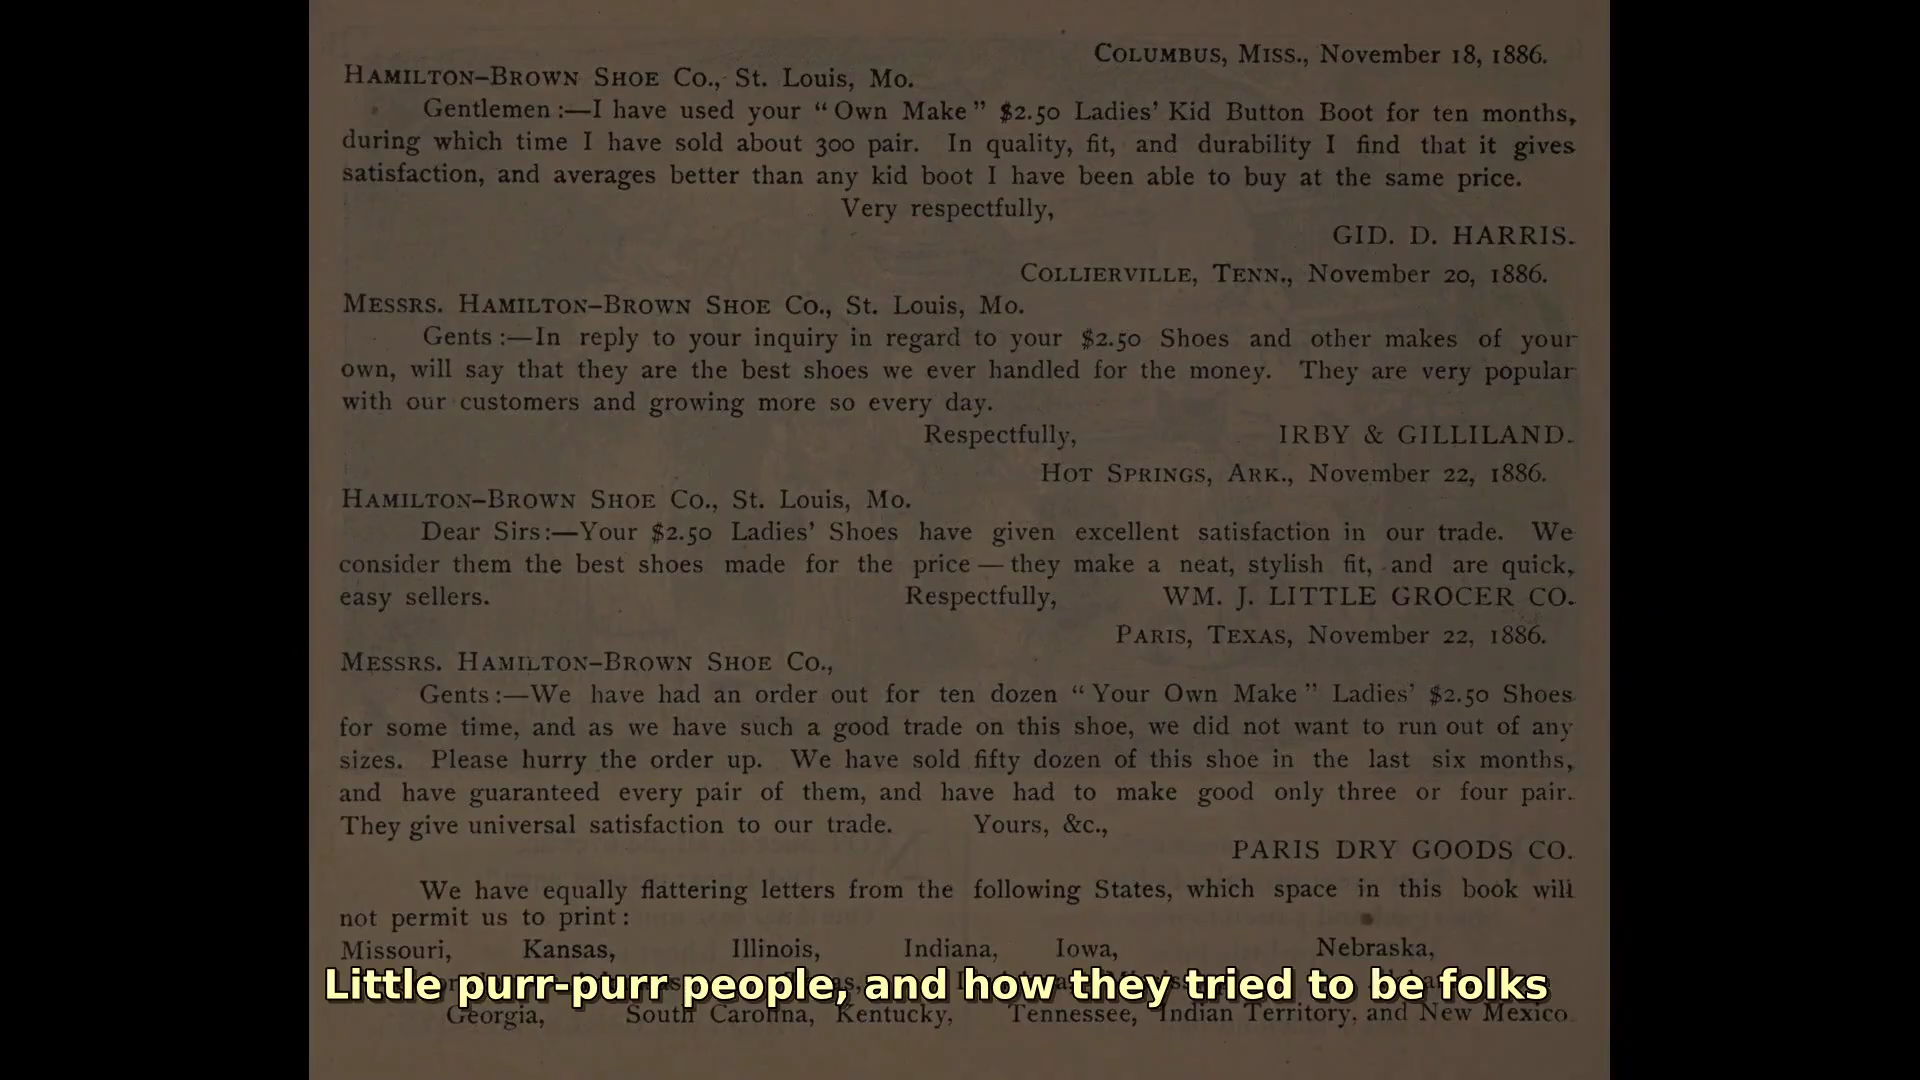 COLUMBUS, MISS., November 18, 1886.
HAMILTON–BROWN SHOE CO., St. Louis, Mo.
Gentlemen :—I have used your “Own Make” $2.50 Ladies’ Kid Button Boot for ten months,
during which time I have sold about 300 pair. In quality, fit, and durability I find that it gives
satisfaction, and averages better than any kid boot I have been able to buy at the same price.
Very respectfully,
GID. D. HARRIS.
COLLIERVILLE, TENN., November 20, 1886.
MESSRS. HAMILTON–BROWN SHOE CO., St. Louis, Mo.
Gents :—In reply to your inquiry in regard to your $2.50 Shoes and other makes of your
own, will say that they are the best shoes we ever handled for the money. They are very popular
with our customers and growing more so every day.
Respectfully, IRBY & GILLILAND.
HOT SPRINGS, ARK., November 22, 1886.
HAMILTON–BROWN SHOE CO., St. Louis, Mo.
Dear Sirs:—Your $2.50 Ladies’ Shoes have given excellent satisfaction in our trade. We
consider them the best shoes made for the price — they make a neat, stylish fit, and are quick,
easy sellers. Respectfully, WM. J. LITTLE GROCER CO.
PARIS, TEXAS, November 22, 1886.
MESSRS. HAMILTON–BROWN SHOE CO.,
Gents :—We have had an order out for ten dozen “Your Own Make” Ladies’ $2.50 Shoes
for some time, and as we have such a good trade on this shoe, we did not want to run out of any
sizes. Please hurry the order up. We have sold fifty dozen of this shoe in the last six months,
and have guaranteed every pair of them, and have had to make good only three or four pair.
They give universal satisfaction to our trade. Yours, &c.,
PARIS DRY GOODS CO.
We have equally flattering letters from the following States, which space in this book will
not permit us to print :
Missouri, Kansas, Illinois, Indiana, Iowa, Nebraska,
Little purr-purr people, and how they tried to be folks
Georgia, South Carolina, Kentucky, Tennessee, Indian Territory, and New Mexico